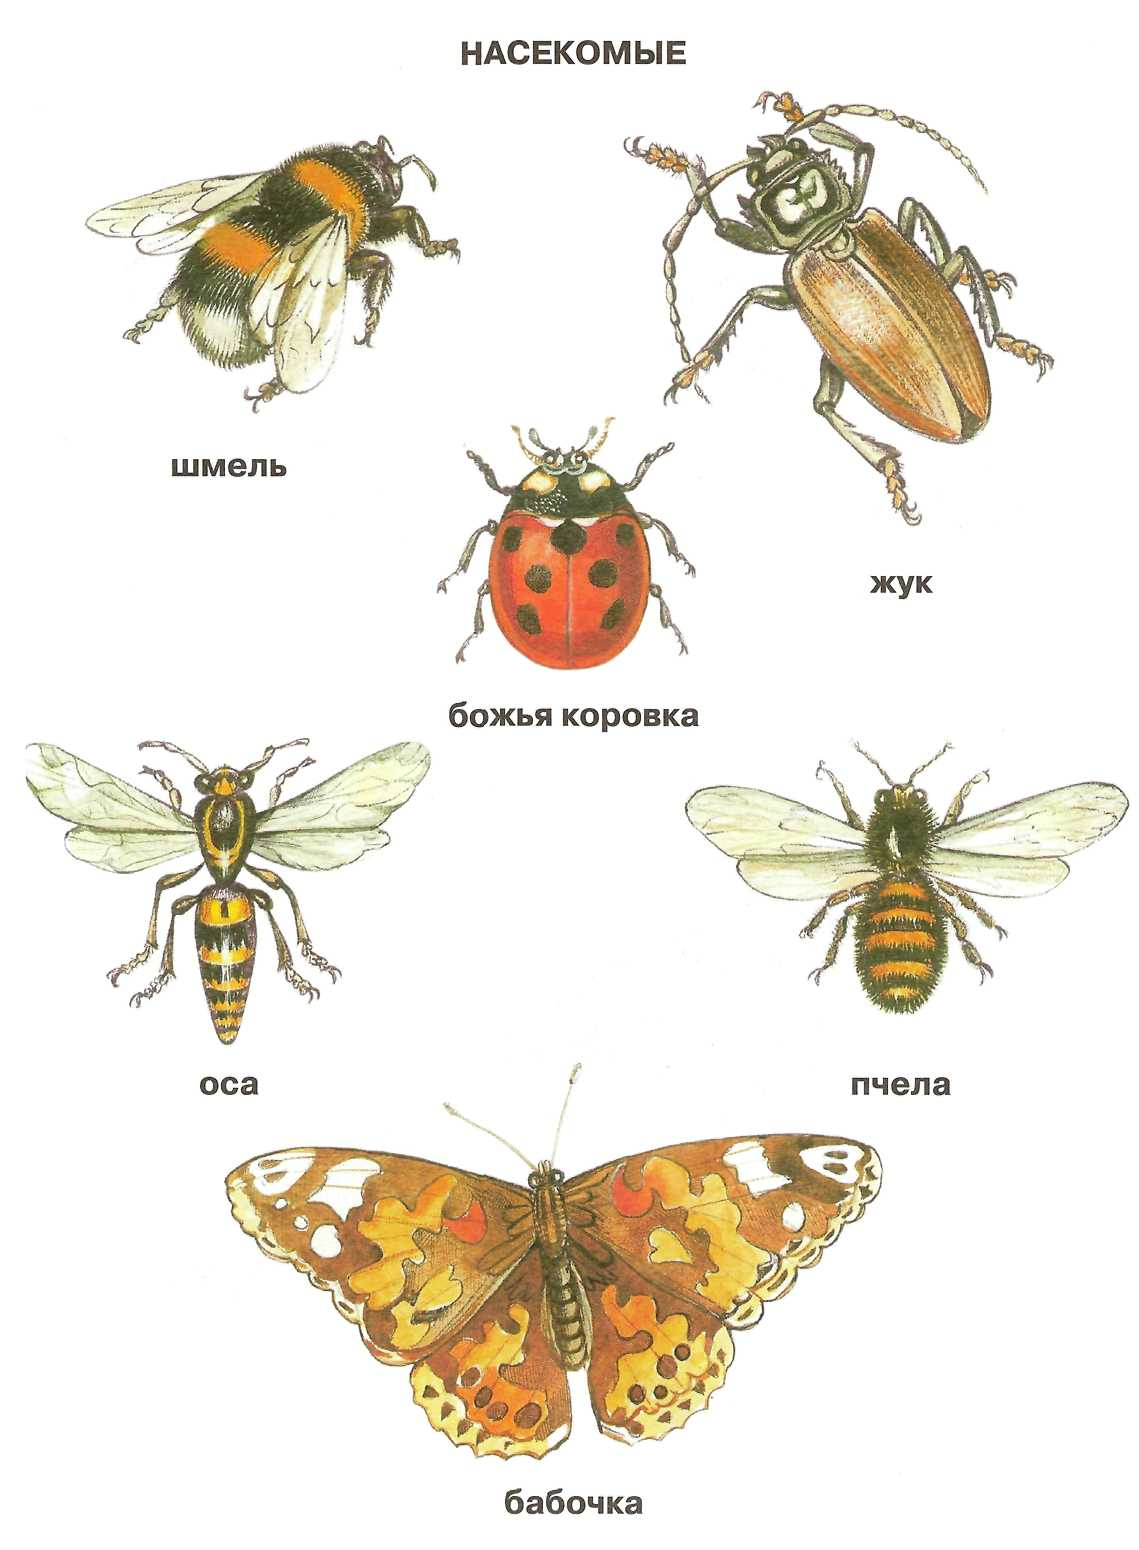 НАСЕКОМЫЕ
шмель
жук
божья коровка
оса
пчела
бабочка